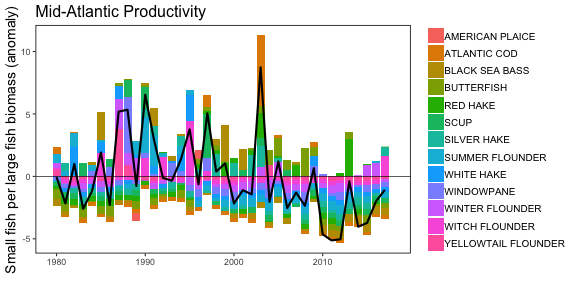 Mid-Atlantic Productivity
Small fish per large fish biomass (anomaly)
10
5
0
-5
1980
1990
2000
2010
AMERICAN PLAICE
ATLANTIC COD
BLACK SEA BASS
BUTTERFISH
RED HAKE
SCUP
SILVER HAKE
SUMMER FLOUNDER
WHITE HAKE
WINDOWPANE
WINTER FLOUNDER
WITCH FLOUNDER
YELLOWTAIL FLOUNDER